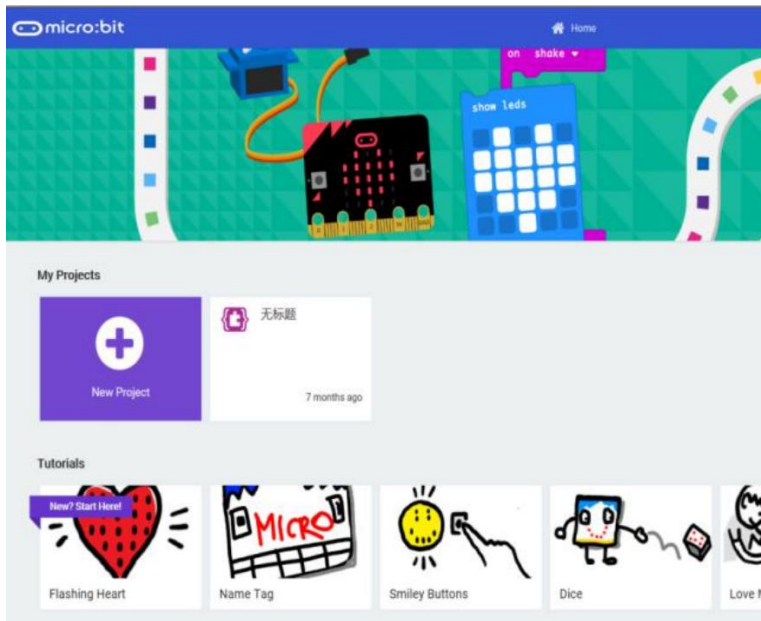 micro:bit
Home
on shake
show leds
My Projects
New Project
无标题
7 months ago
Tutorials
New? Start Here!
MICRO
Flashing Heart
Name Tag
Smiley Buttons
Dice
Love